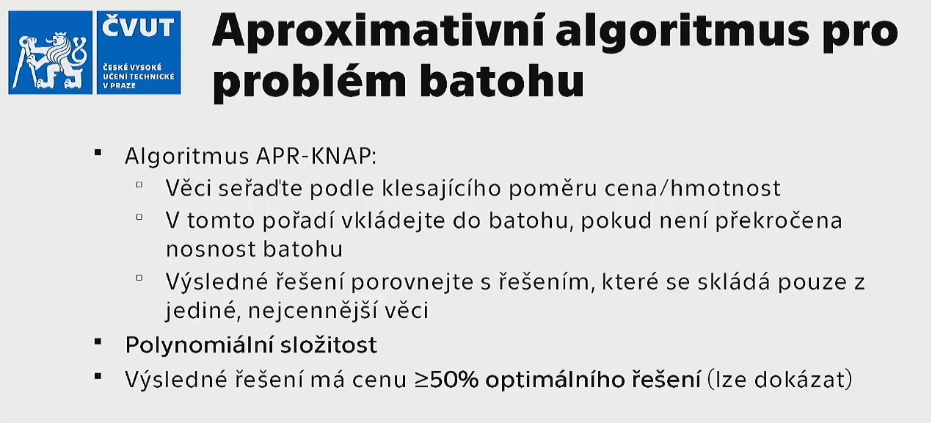 ČVUT
ČESKÉ VYSOKÉ
UČENÍ TECHNICKÉ
V PRAZE
Aproximativní algoritmus pro
problém batohu
▪ Algoritmus APR-KNAP:
▫ Věci seřaďte podle klesajícího poměru cena/hmotnost
▫ V tomto pořadí vkládejte do batohu, pokud není překročena
nosnost batohu
▫ Výsledné řešení porovnejte s řešením, které se skládá pouze z
jediné, nejcennější věci
▪ Polynomiální složitost
▪ Výsledné řešení má cenu ≥50% optimálního řešení (lze dokázat)